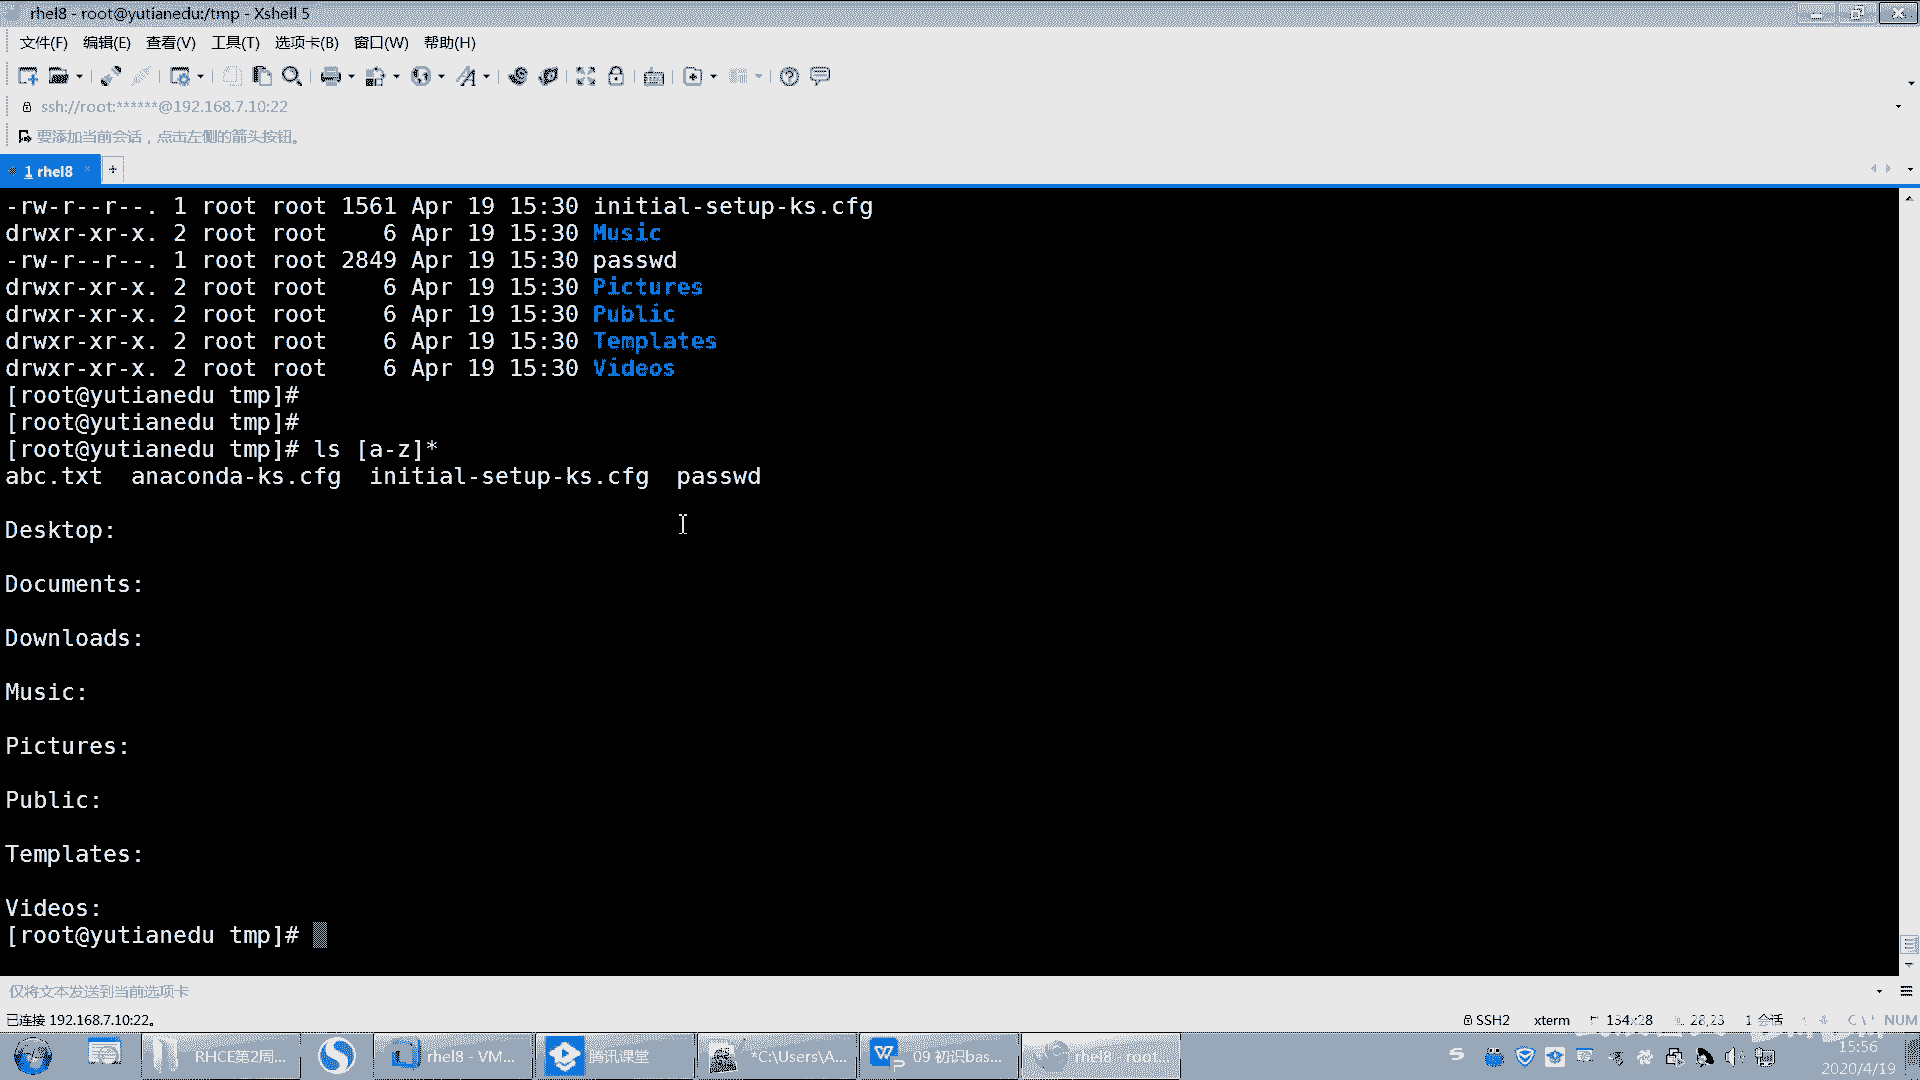 rhel8 - root@yutianedu:/tmp - Xshell 5
文件(F) 编辑(E) 查看(V) 工具(T) 选项卡(B) 窗口(W) 帮助(H)
ssh://root:******@192.168.7.10:22
要添加当前会话，点击左侧的箭头按钮。
1 rhel8
-rw-r--r--. 1 root root 1561 Apr 19 15:30 initial-setup-ks.cfg
drwxr-xr-x. 2 root root    6 Apr 19 15:30 Music
-rw-r--r--. 1 root root 2849 Apr 19 15:30 passwd
drwxr-xr-x. 2 root root    6 Apr 19 15:30 Pictures
drwxr-xr-x. 2 root root    6 Apr 19 15:30 Public
drwxr-xr-x. 2 root root    6 Apr 19 15:30 Templates
drwxr-xr-x. 2 root root    6 Apr 19 15:30 Videos
[root@yutianedu tmp]#
[root@yutianedu tmp]#
[root@yutianedu tmp]# ls [a-z]*
abc.txt  anaconda-ks.cfg  initial-setup-ks.cfg  passwd
Desktop:
Documents:
Downloads:
Music:
Pictures:
Public:
Templates:
Videos:
[root@yutianedu tmp]#
仅将文本发送到当前选项卡
已连接 192.168.7.10:22。 SSH2 xterm 134x28 28,23 1 会话 NUM
RHCE第2周... rhel8 - VM... 腾讯课堂 *C:\Users\A... 09 初识bas... rhel8 - root... 15:56
2020/4/19